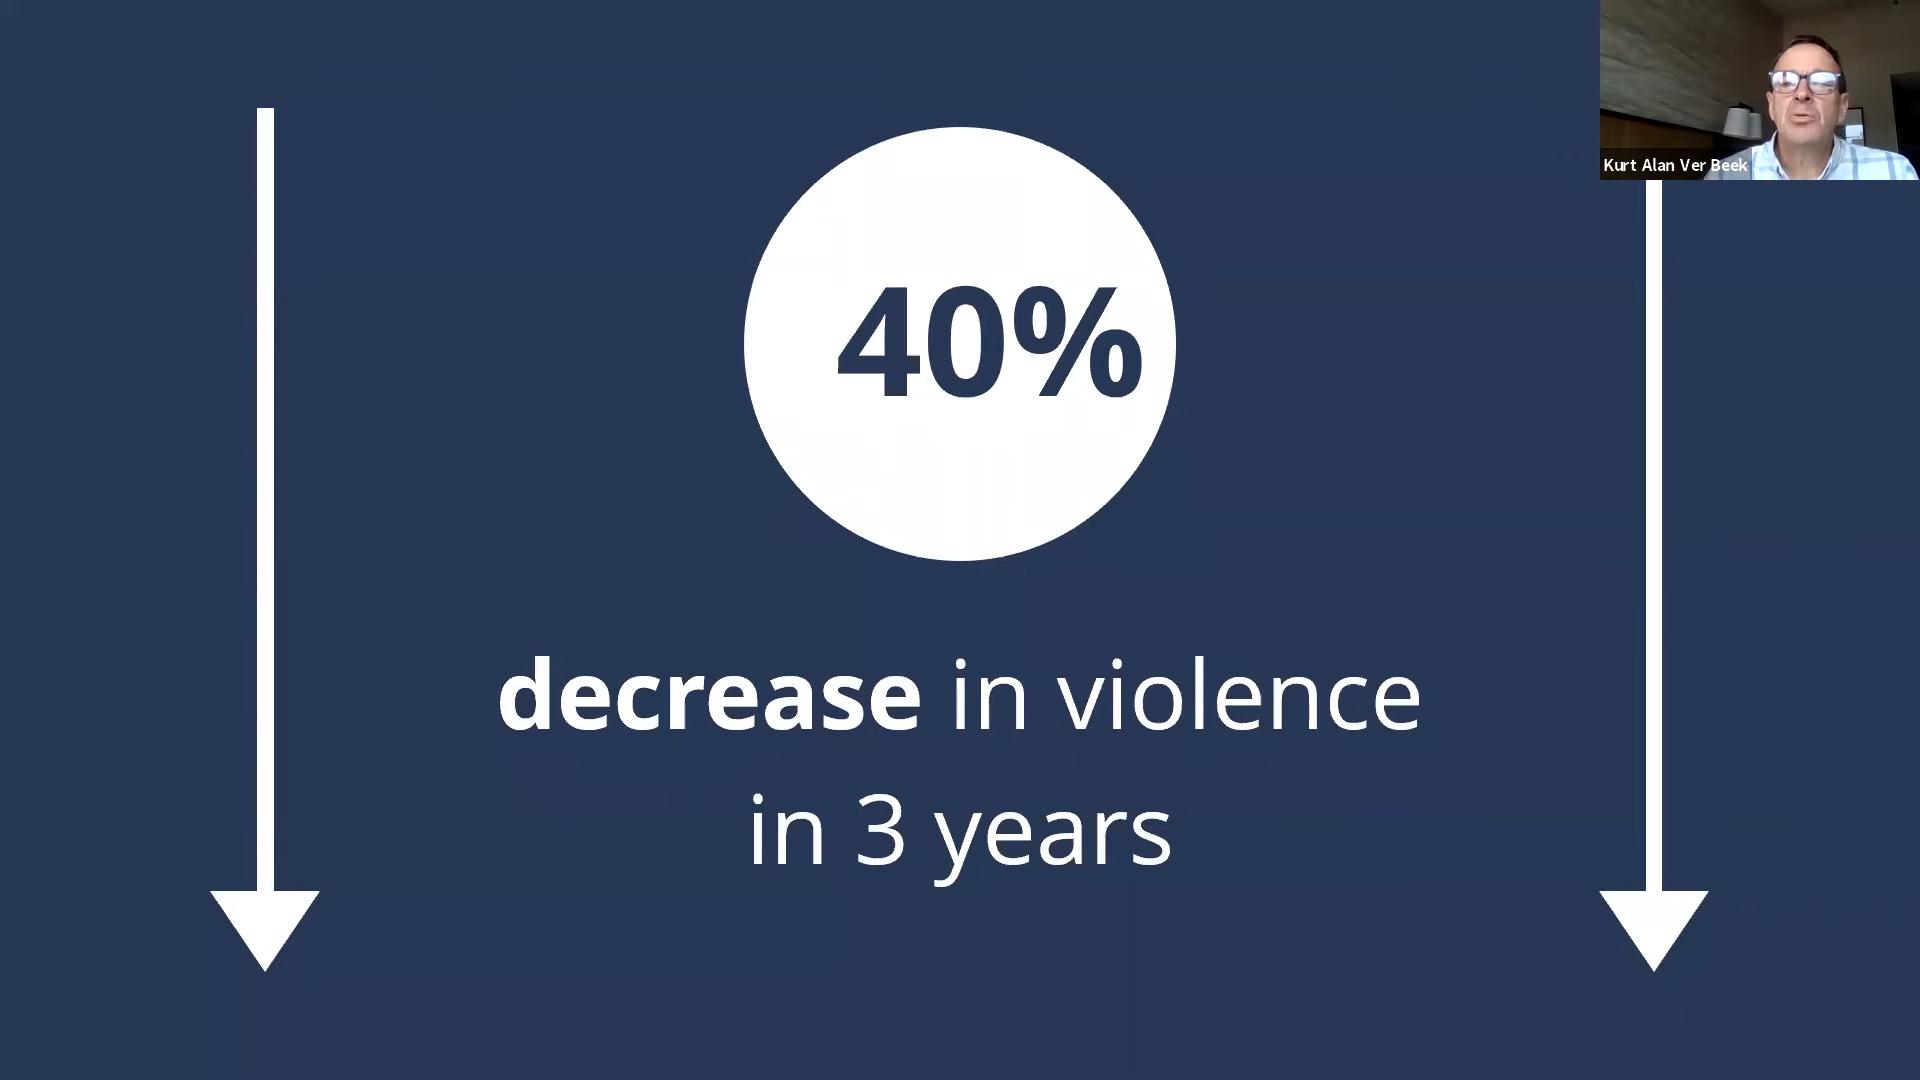 Kurt Alan Ver Beek
40%
decrease in violence
in 3 years